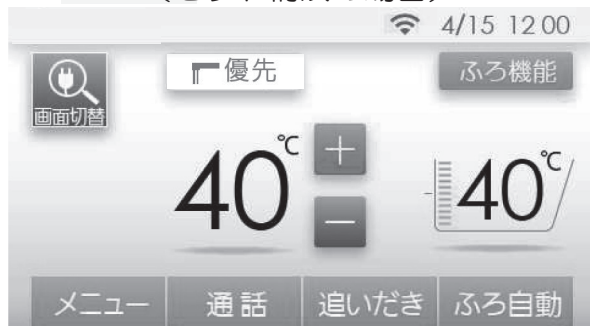 4/15 12 00
優先
ふろ機能
画面切替
40℃
+
40℃
−
メニュー
通話
追いだき
ふろ自動